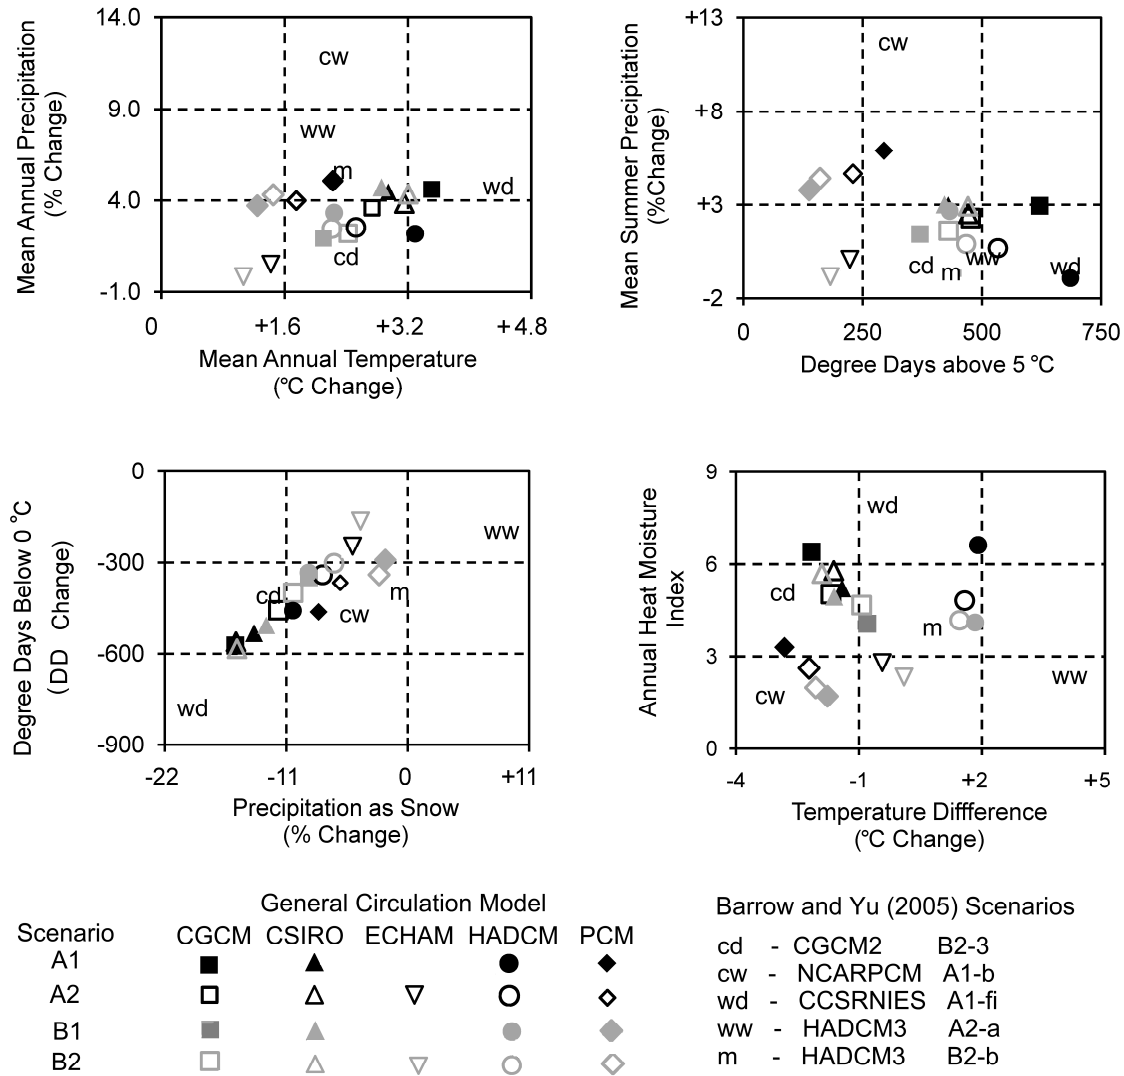 14.0
9.0
4.0
-1.0
Mean Annual Precipitation
(% Change)
cw
ww
m
wd
cd
0
+1.6
+3.2
+ 4.8
Mean Annual Temperature
(°C Change)
+13
+8
+3
-2
Mean Summer Precipitation
(%Change)
cw
cd
m
ww
wd
0
250
500
750
Degree Days above 5 °C
0
-300
-600
-900
Degree Days Below 0 °C
(DD Change)
ww
cd
cw
m
wd
-22
-11
0
+11
Precipitation as Snow
(% Change)
9
6
3
0
Annual Heat Moisture
Index
wd
cd
m
cw
ww
-4
-1
+2
+5
Temperature Diffference
(°C Change)
General Circulation Model
Scenario CGCM CSIRO ECHAM HADCM PCM
A1
A2
B1
B2
Barrow and Yu (2005) Scenarios
cd - CGCM2 B2-3
cw - NCARPCM A1-b
wd - CCSRNIES A1-fi
ww - HADCM3 A2-a
m - HADCM3 B2-b